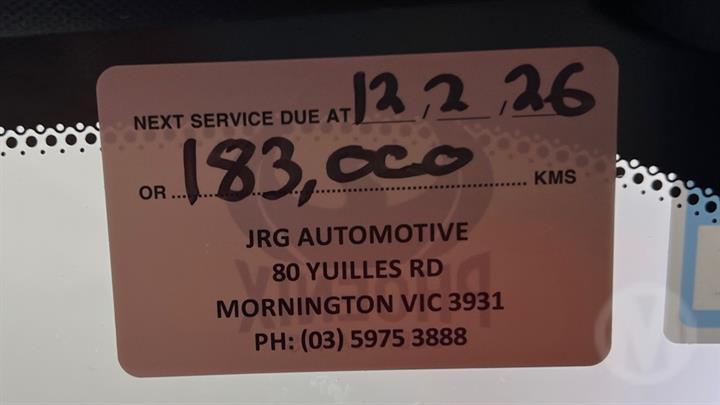 NEXT SERVICE DUE AT 12 / 2 / 26
OR 183,000 KMS
JRG AUTOMOTIVE
80 YUILLES RD
MORNINGTON VIC 3931
PH: (03) 5975 3888
PHOENIX
M